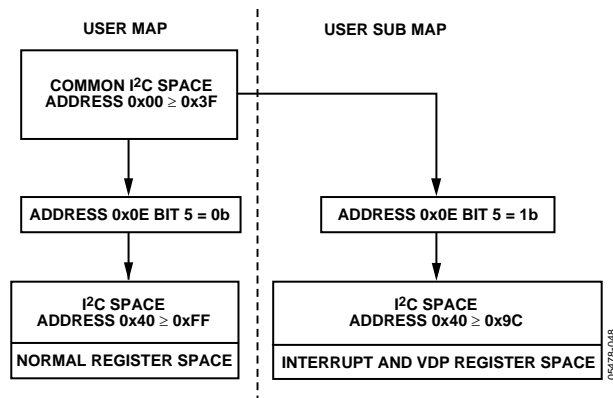 USER MAP
USER SUB MAP
COMMON I²C SPACE
ADDRESS 0x00 ≥ 0x3F
ADDRESS 0x0E BIT 5 = 0b
ADDRESS 0x0E BIT 5 = 1b
I²C SPACE
ADDRESS 0x40 ≥ 0xFF
NORMAL REGISTER SPACE
I²C SPACE
ADDRESS 0x40 ≥ 0x9C
INTERRUPT AND VDP REGISTER SPACE
05478-048